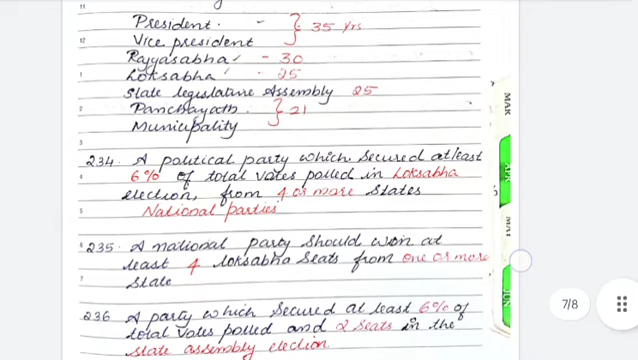 President. - } 35 yrs
Vice president
Rajyasabha - 30
Loksabha - 25
State legislative Assembly 25
Panchayath } 21
Municipality
234. A political party which secured atleast
6% of total votes polled in Loksabha
election, from 4 or more states
National parties
235. A national party should won at
least 4 loksabha seats from one or more
state
236 A party which secured at least 6% of
total votes polled and 2 seats in the
state assembly election
MAR
JUN
7/8